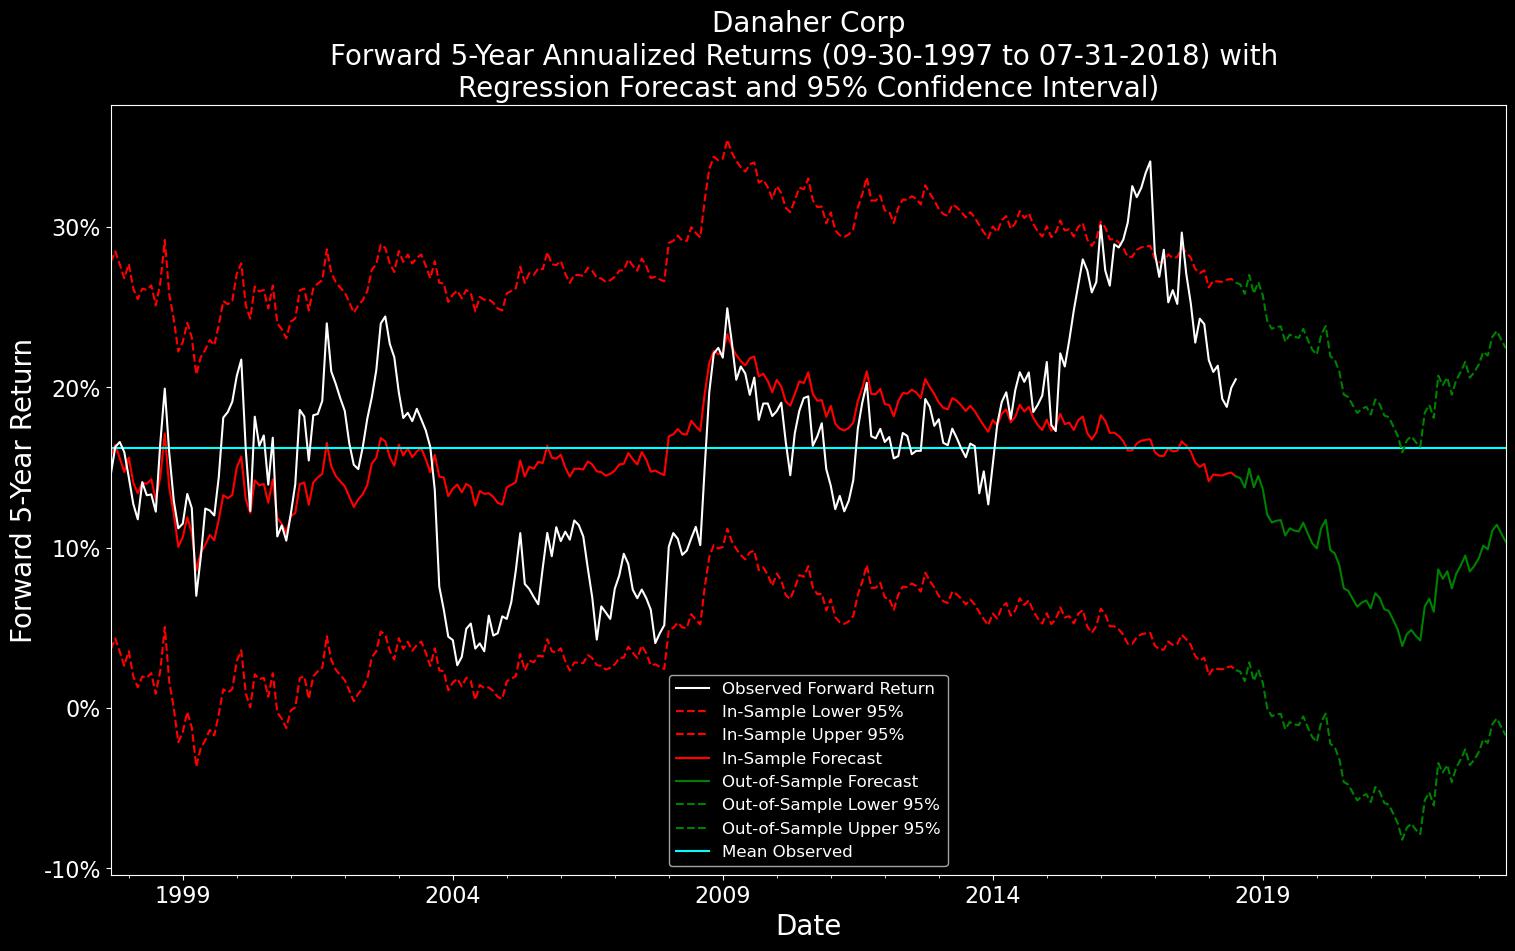 Danaher Corp
Forward 5-Year Annualized Returns (09-30-1997 to 07-31-2018) with
Regression Forecast and 95% Confidence Interval)
Forward 5-Year Return
30%
20%
10%
0%
-10%
Observed Forward Return
In-Sample Lower 95%
In-Sample Upper 95%
In-Sample Forecast
Out-of-Sample Forecast
Out-of-Sample Lower 95%
Out-of-Sample Upper 95%
Mean Observed
1999
2004
2009
2014
2019
Date